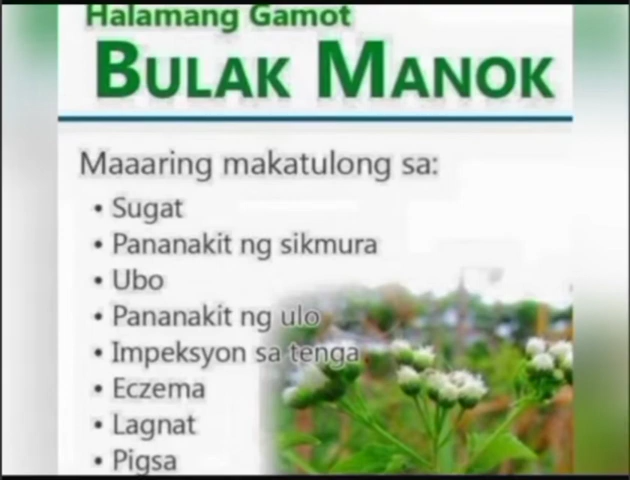 Halamang Gamot
BULAK MANOK
Maaaring makatulong sa:
• Sugat
• Pananakit ng sikmura
• Ubo
• Pananakit ng ulo
• Impeksyon sa tenga
• Eczema
• Lagnat
• Pigsa